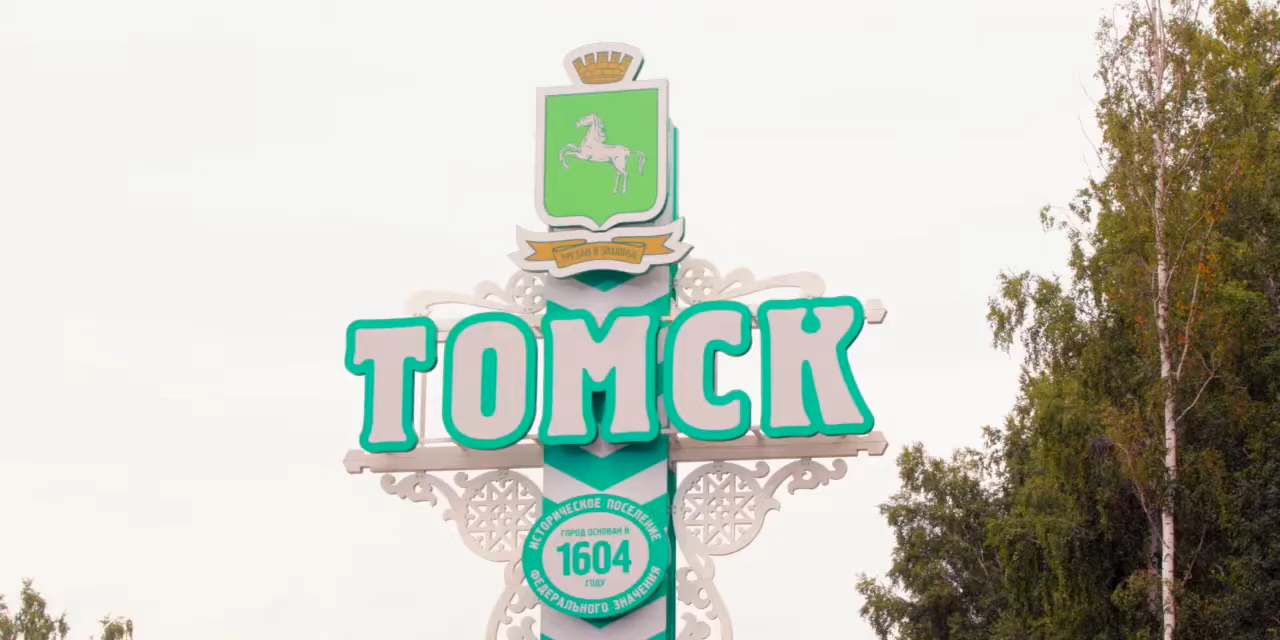 ТОМСК
ИСТОРИЧЕСКОЕ ПОСЕЛЕНИЕ
ГОРОД ОСНОВАН В
1604
ГОДУ
ФЕДЕРАЛЬНОГО ЗНАЧЕНИЯ